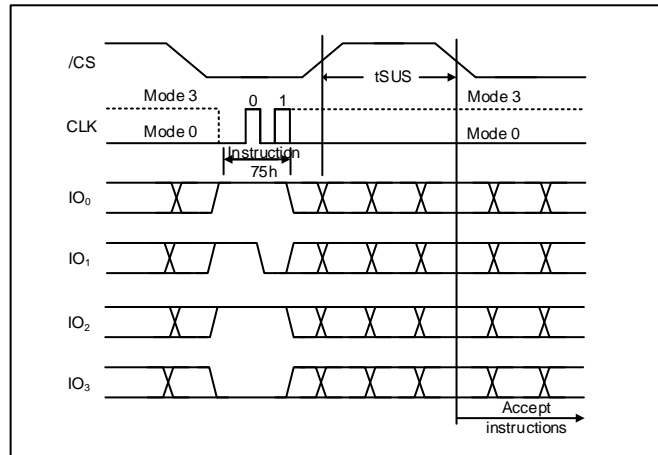 /CS
tSUS
Mode 3 0 1 Mode 3
CLK
Mode 0 Mode 0
Instruction
75h
IO₀
IO₁
IO₂
IO₃
Accept
instructions